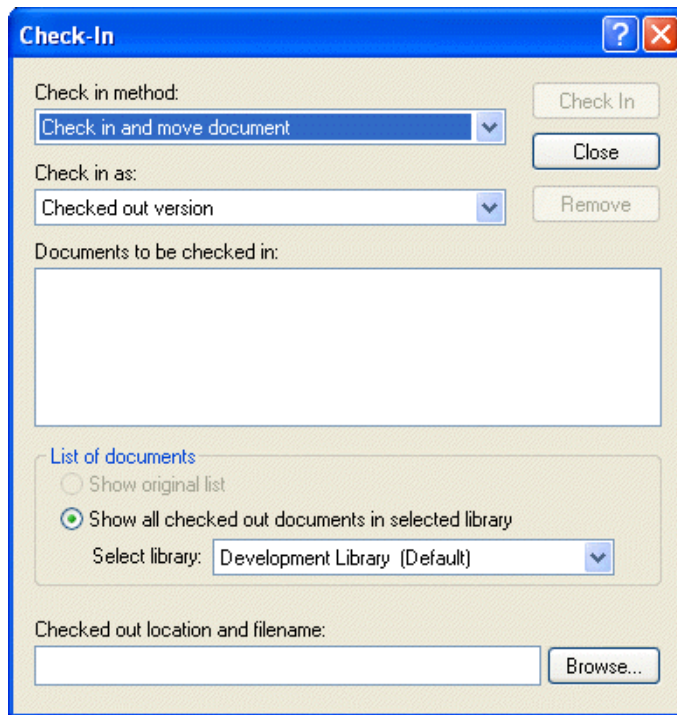 Check-In
Check in method:
Check In
Check in and move document
Close
Check in as:
Checked out version
Remove
Documents to be checked in:
List of documents
Show original list
Show all checked out documents in selected library
Select library: Development Library (Default)
Checked out location and filename:
Browse...